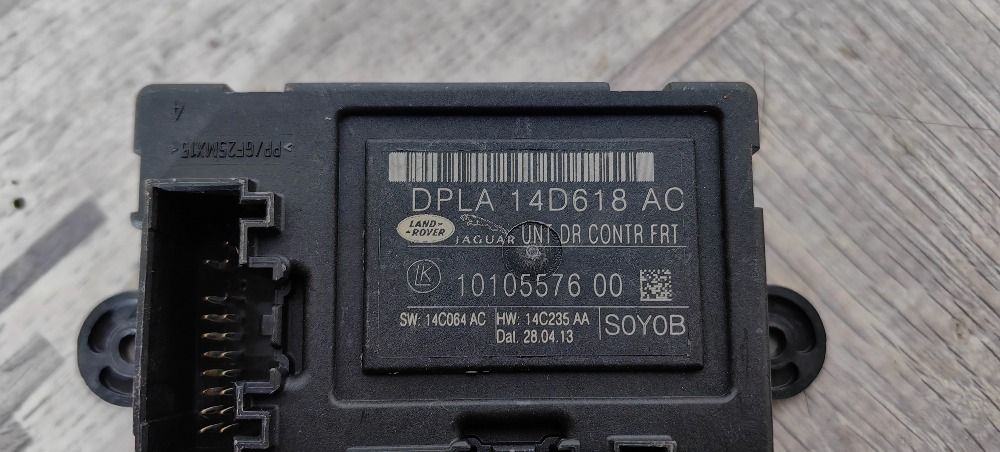 4
>PP/GF25MX15<
DPLA 14D618 AC
LAND-
-ROVER
JAGUAR UNT DR CONTR FRT
LK 10105576 00
SW: 14C064 AC HW: 14C235 AA
Dat. 28.04.13
S0Y0B